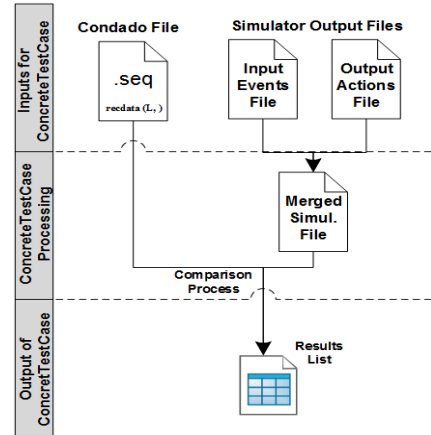 Inputs for
ConcreteTestCase
Condado File
Simulator Output Files
.seq
recdata (L, )
Input
Events
File
Output
Actions
File
ConcreteTestCase
Processing
Merged
Simul.
File
Comparison
Process
Output of
ConcretTestCase
Results
List